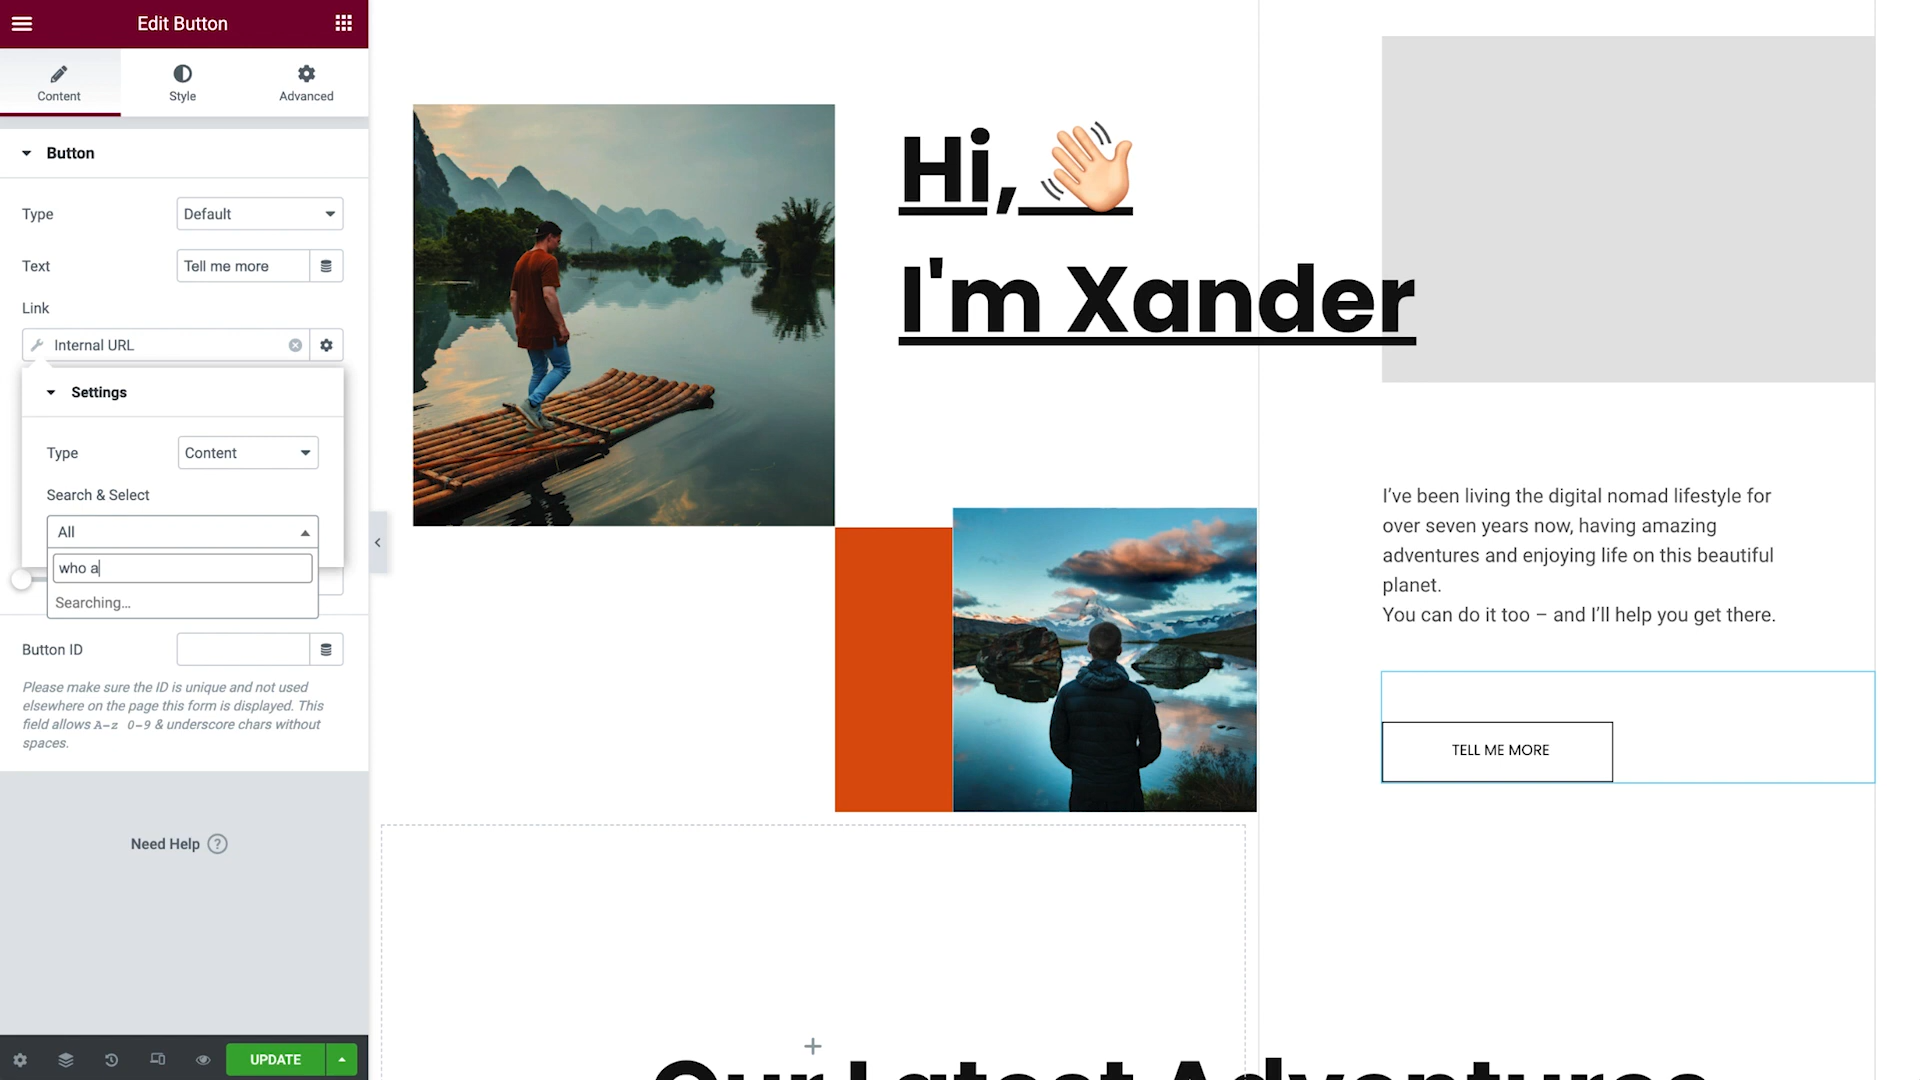 Edit Button
Content
Style
Advanced
Button
Type
Default
Text
Tell me more
Link
Internal URL
Settings
Type
Content
Search & Select
All
who a
Searching...
Button ID
Please make sure the ID is unique and not used
elsewhere on the page this form is displayed. This
field allows A–z 0–9 & underscore chars without
spaces.
Need Help ?
UPDATE
Hi, 👋🏻
I'm Xander
I've been living the digital nomad lifestyle for
over seven years now, having amazing
adventures and enjoying life on this beautiful
planet.
You can do it too – and I'll help you get there.
TELL ME MORE
Our Latest Adventures